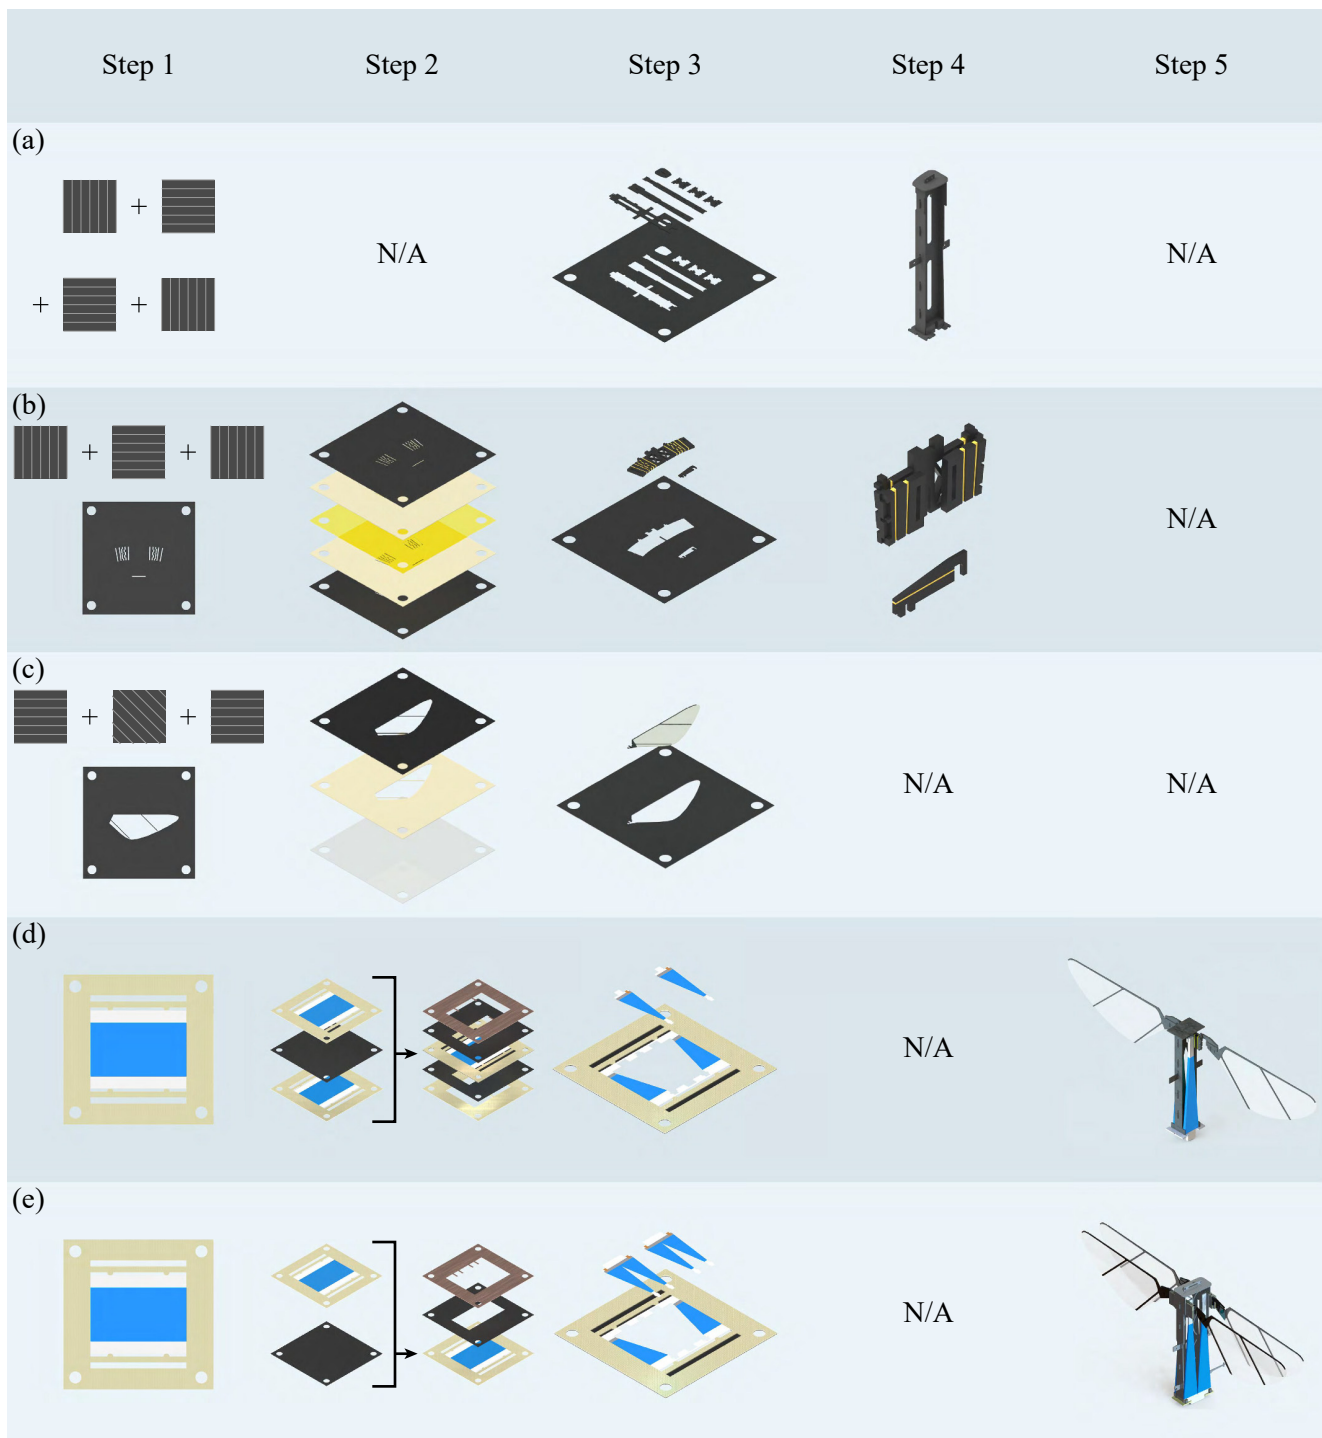 Step 1 Step 2 Step 3 Step 4 Step 5
(a)
+
N/A N/A
+ +
(b)
+ +
N/A
(c)
+ +
N/A N/A
(d)
N/A
(e)
N/A